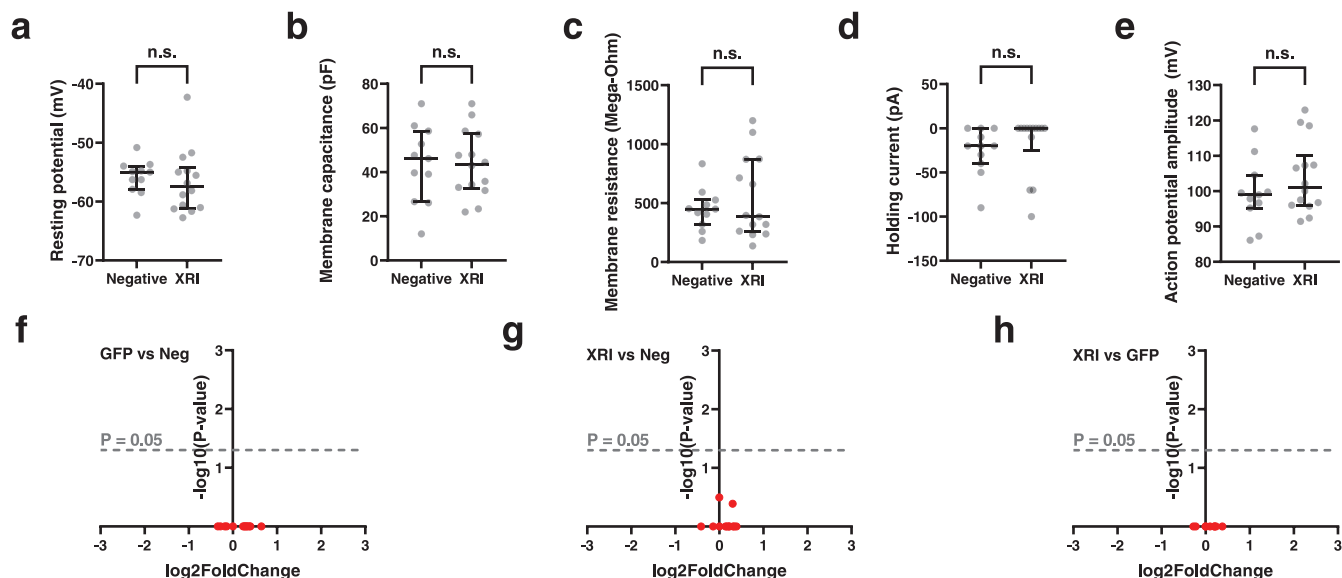 a
n.s.
Resting potential (mV)
-40
-50
-60
-70
Negative XRI
b
n.s.
Membrane capacitance (pF)
80
60
40
20
0
Negative XRI
c
n.s.
Membrane resistance (Mega-Ohm)
1500
1000
500
0
Negative XRI
d
n.s.
Holding current (pA)
50
0
-50
-100
-150
Negative XRI
e
n.s.
Action potential amplitude (mV)
130
120
110
100
90
80
Negative XRI
f
GFP vs Neg
-log10(P-value)
3
2
1
P = 0.05
-3 -2 -1 0 1 2 3
log2FoldChange
g
XRI vs Neg
-log10(P-value)
3
2
1
P = 0.05
-3 -2 -1 0 1 2 3
log2FoldChange
h
XRI vs GFP
-log10(P-value)
3
2
1
P = 0.05
-3 -2 -1 0 1 2 3
log2FoldChange